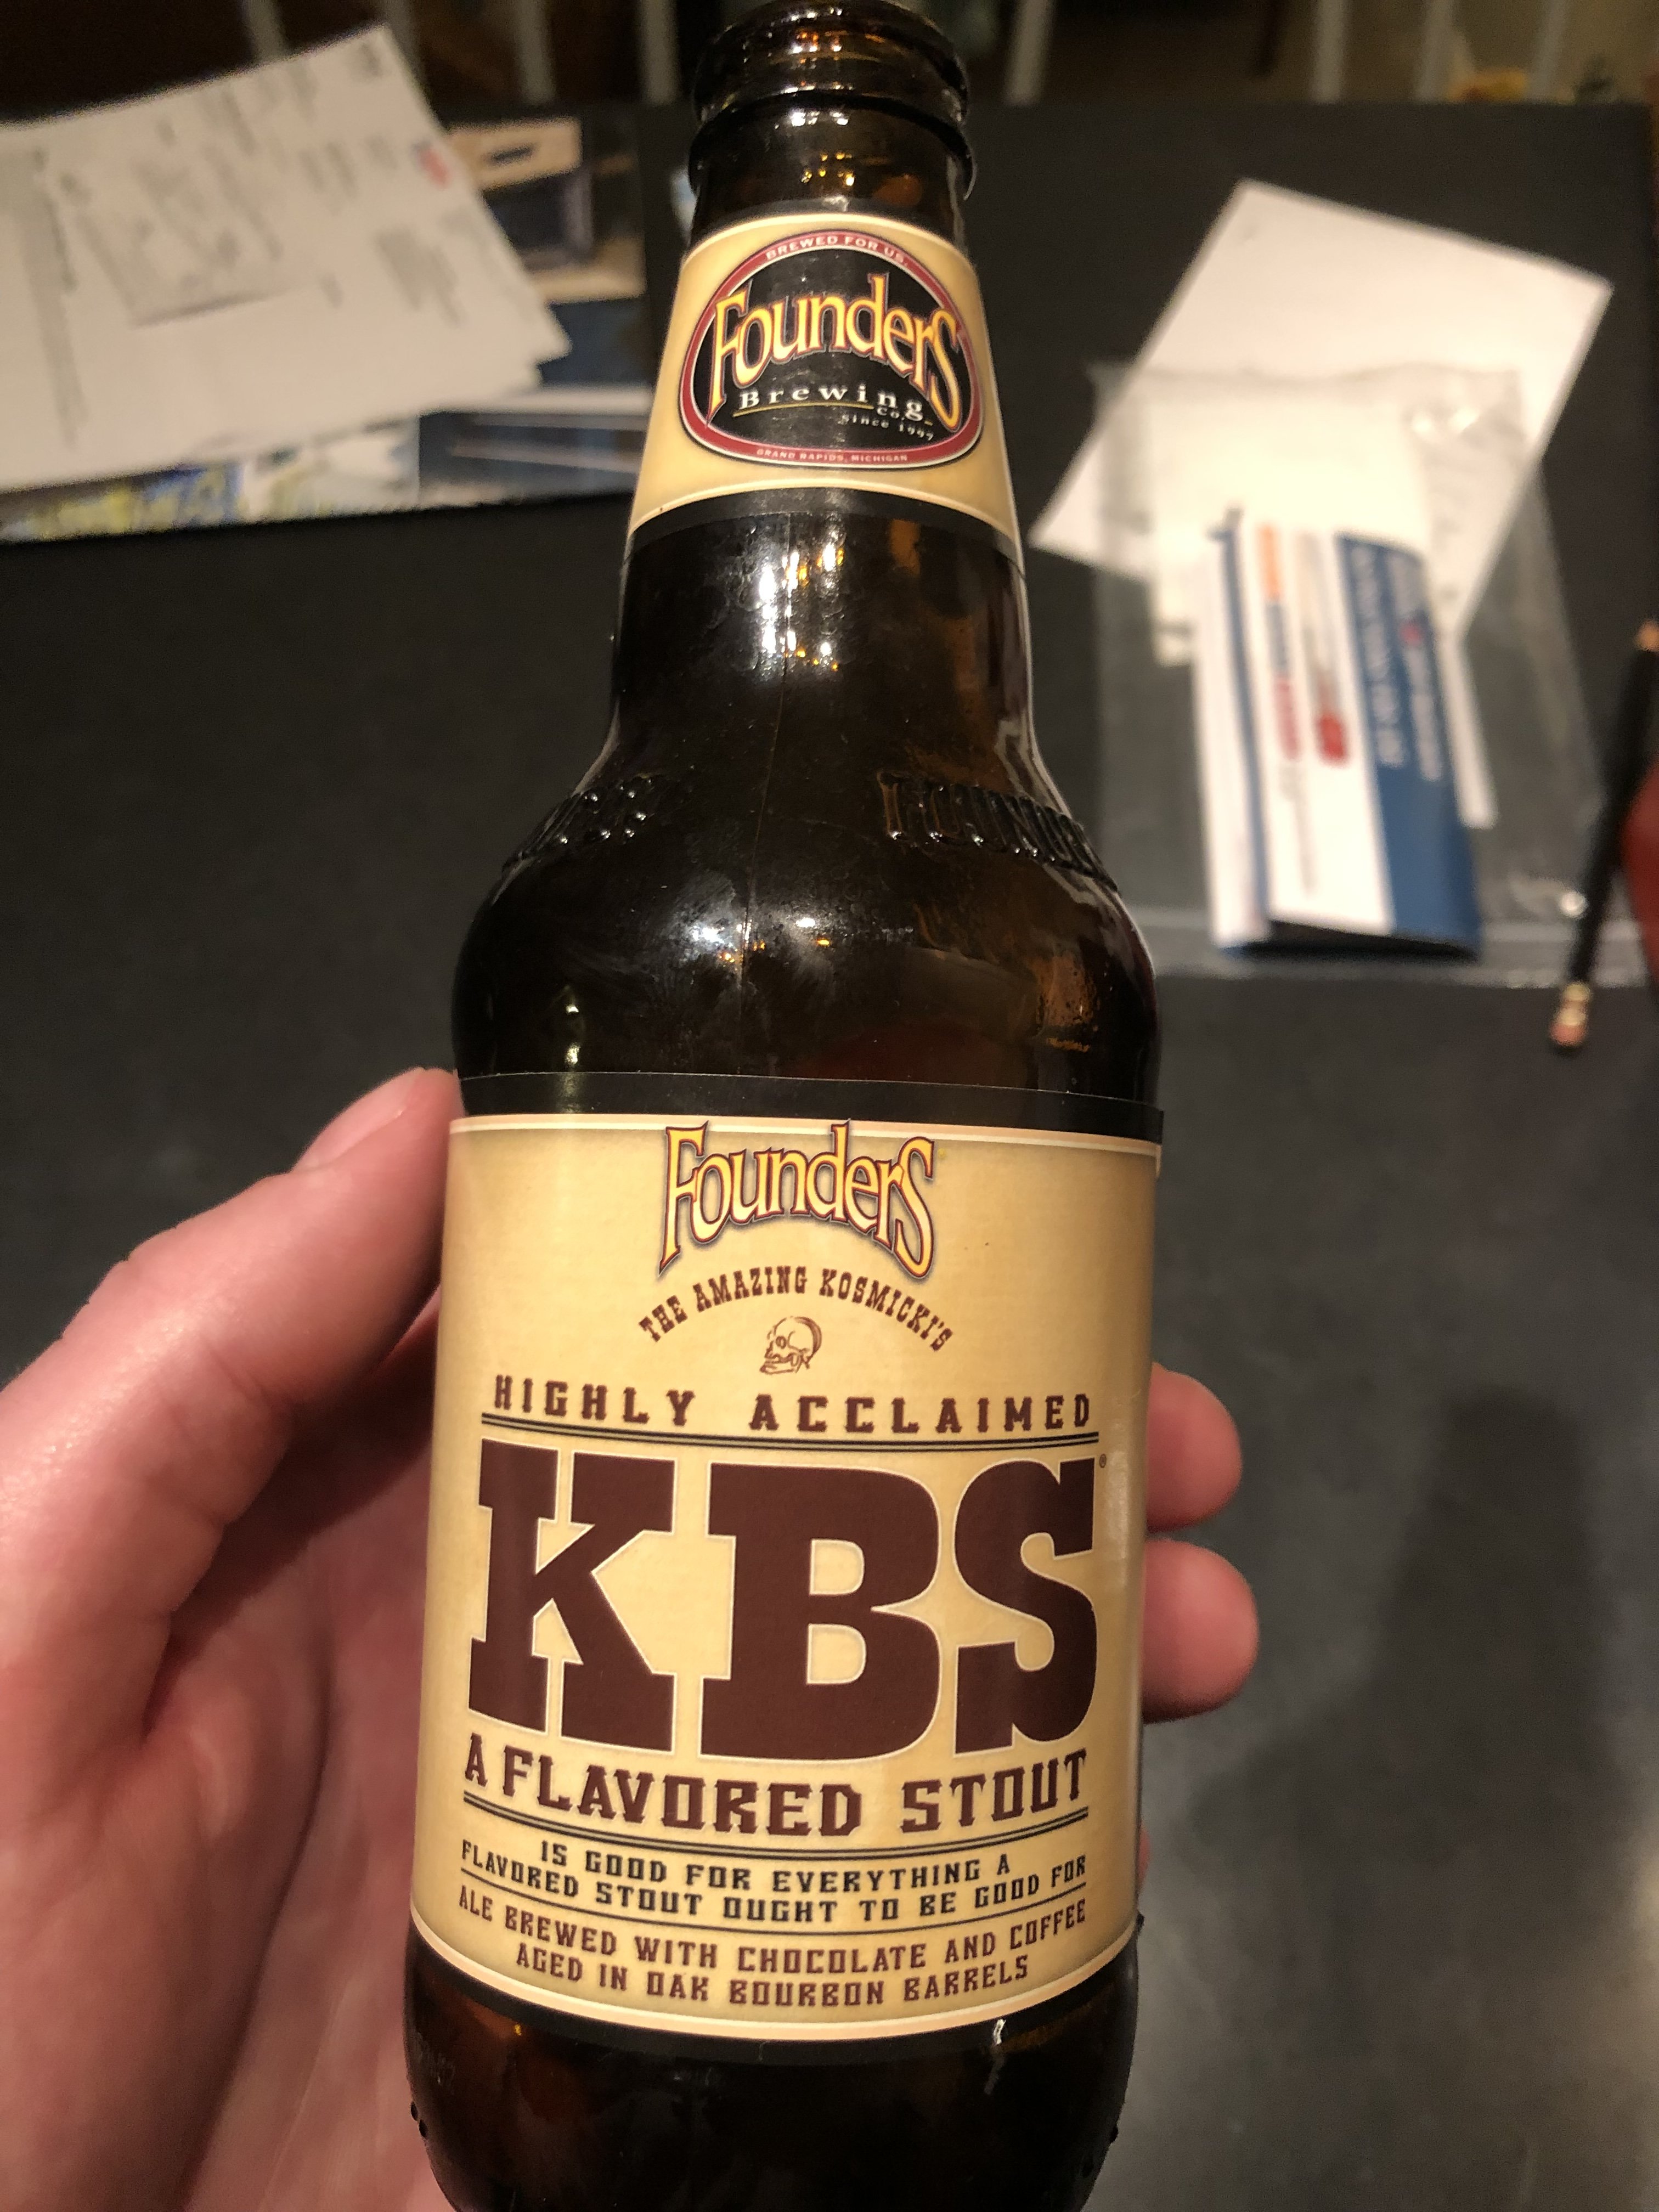 BREWED FOR US.
Founders
Brewing
Co.
Since 1997
GRAND RAPIDS, MICHIGAN
Founders
THE AMAZING KOSMICKI'S
HIGHLY ACCLAIMED
KBS®
A FLAVORED STOUT
IS GOOD FOR EVERYTHING A
FLAVORED STOUT OUGHT TO BE GOOD FOR
ALE BREWED WITH CHOCOLATE AND COFFEE
AGED IN OAK BOURBON BARRELS